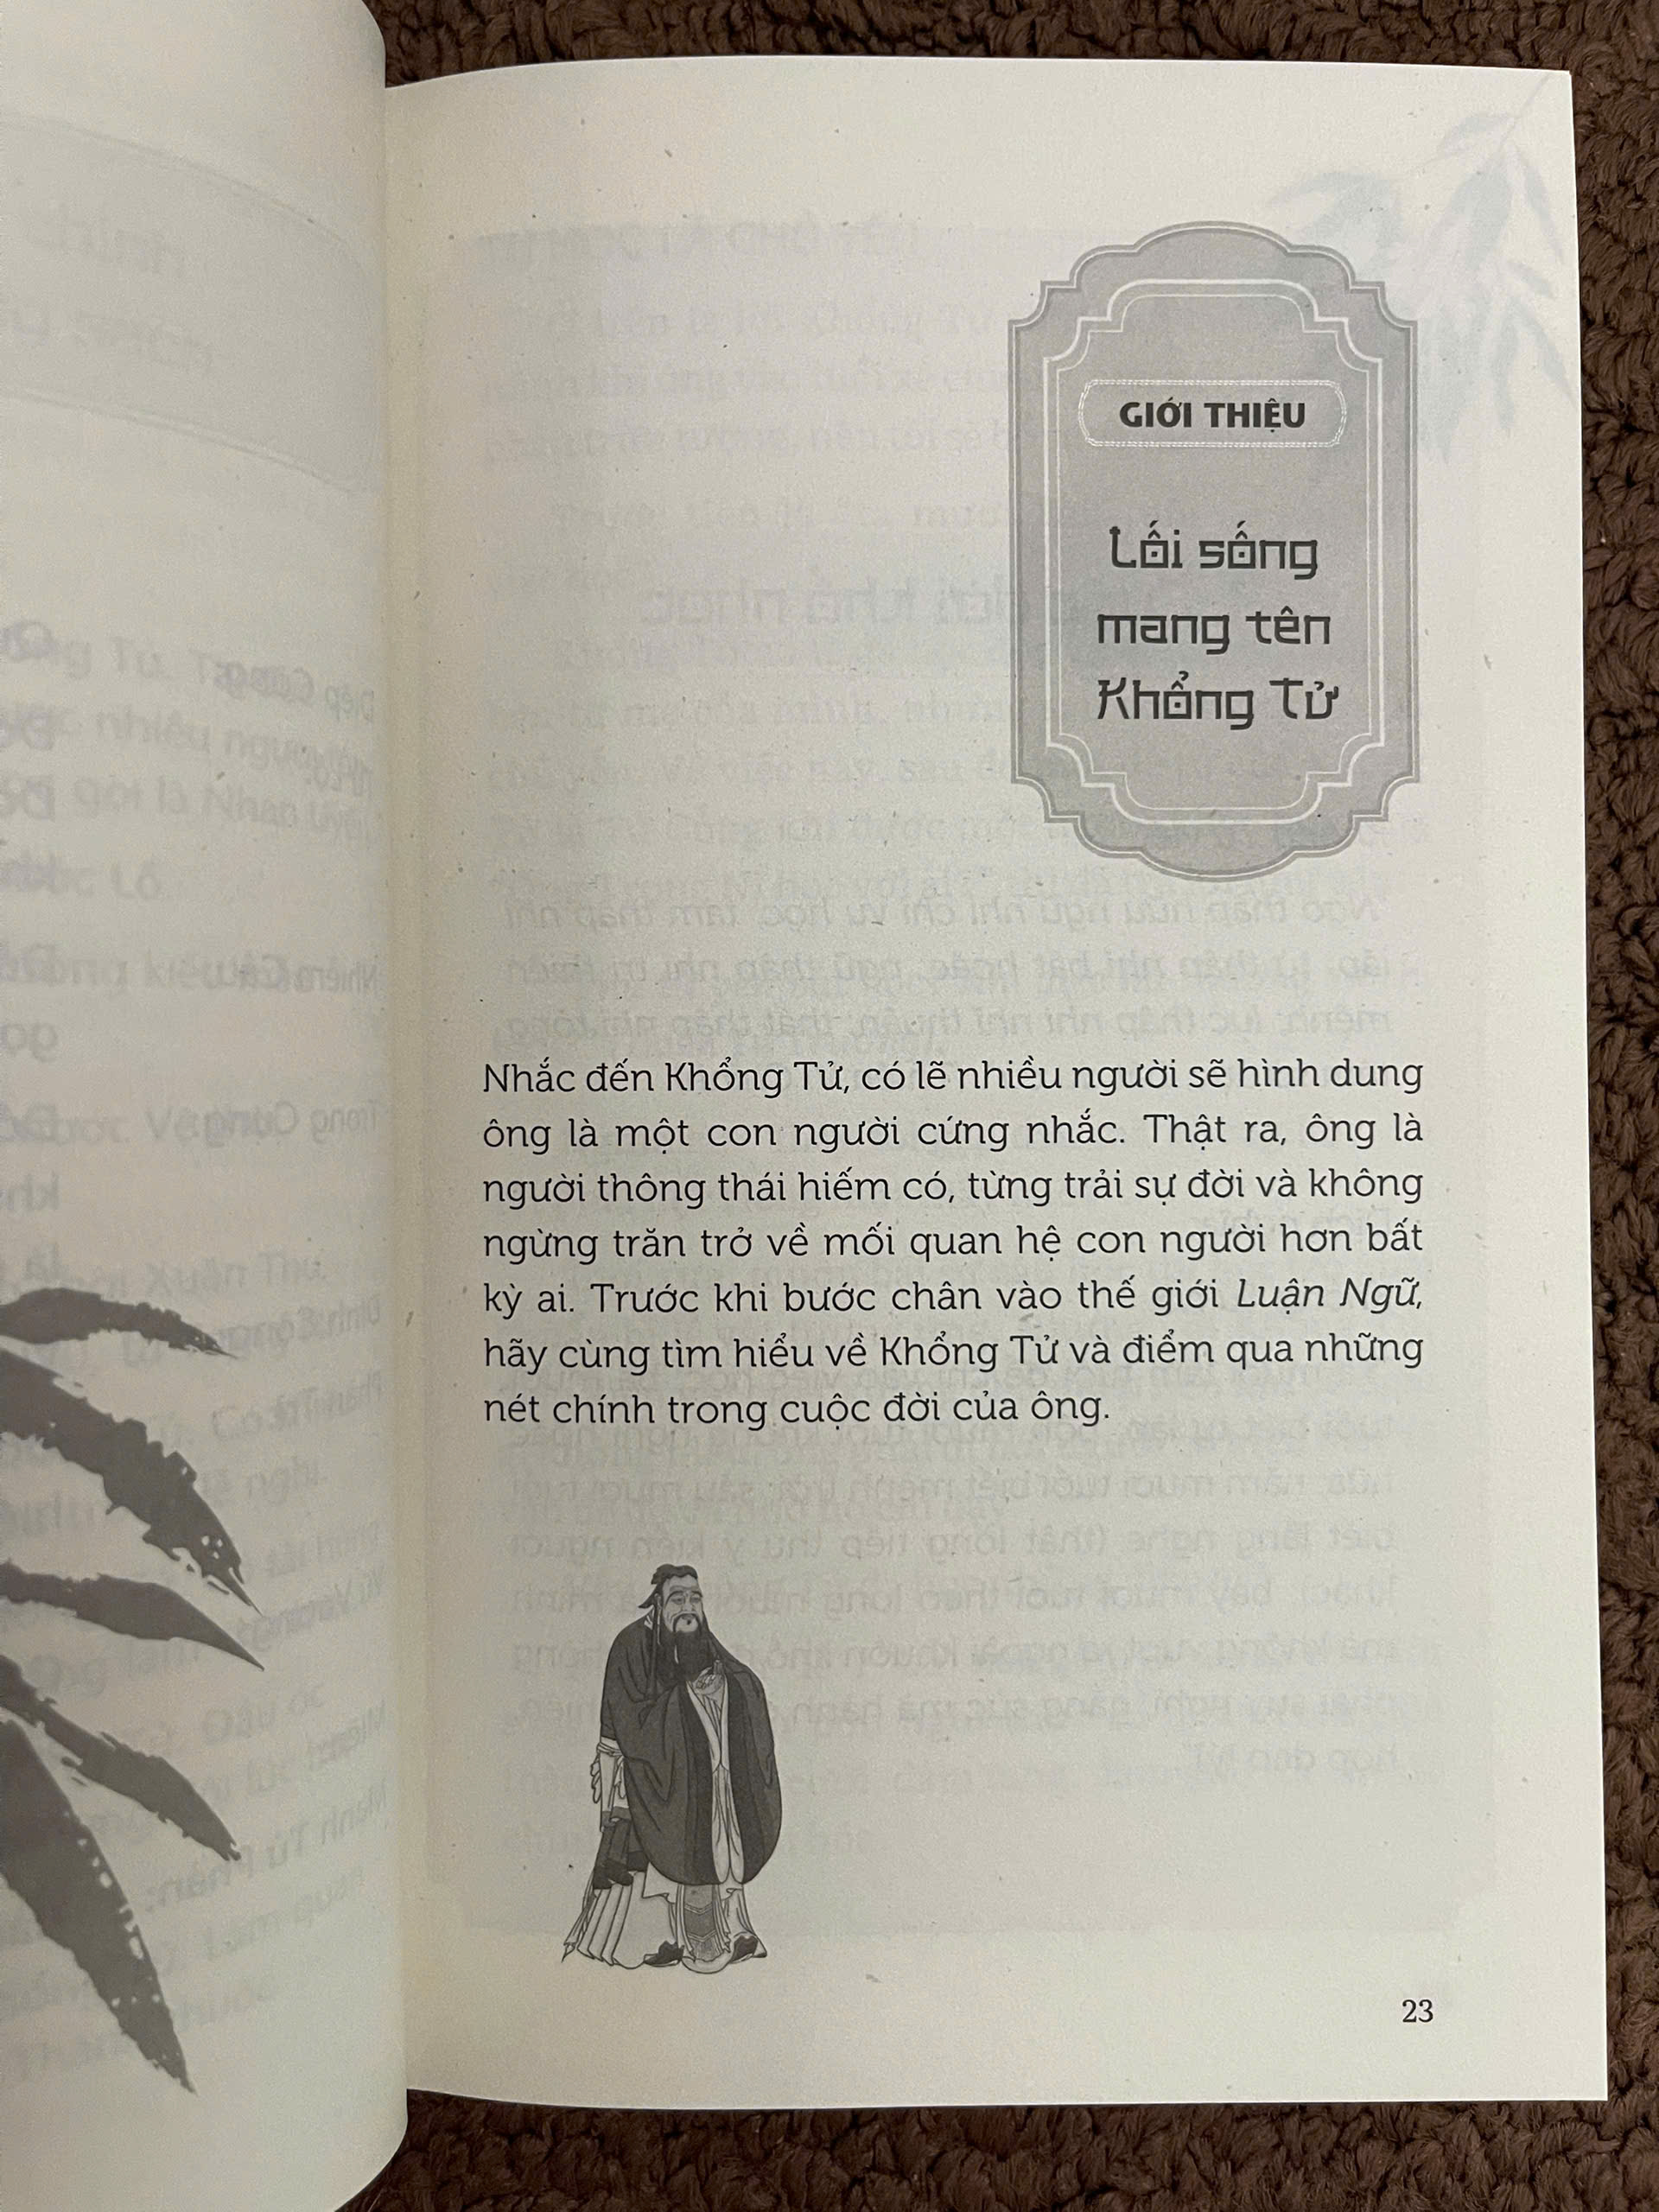 GIỚI THIỆU
Lối sống
mang tên
Khổng Tử
Nhắc đến Khổng Tử, có lẽ nhiều người sẽ hình dung
ông là một con người cứng nhắc. Thật ra, ông là
người thông thái hiếm có, từng trải sự đời và không
ngừng trăn trở về mối quan hệ con người hơn bất
kỳ ai. Trước khi bước chân vào thế giới Luận Ngữ,
hãy cùng tìm hiểu về Khổng Tử và điểm qua những
nét chính trong cuộc đời của ông.
23